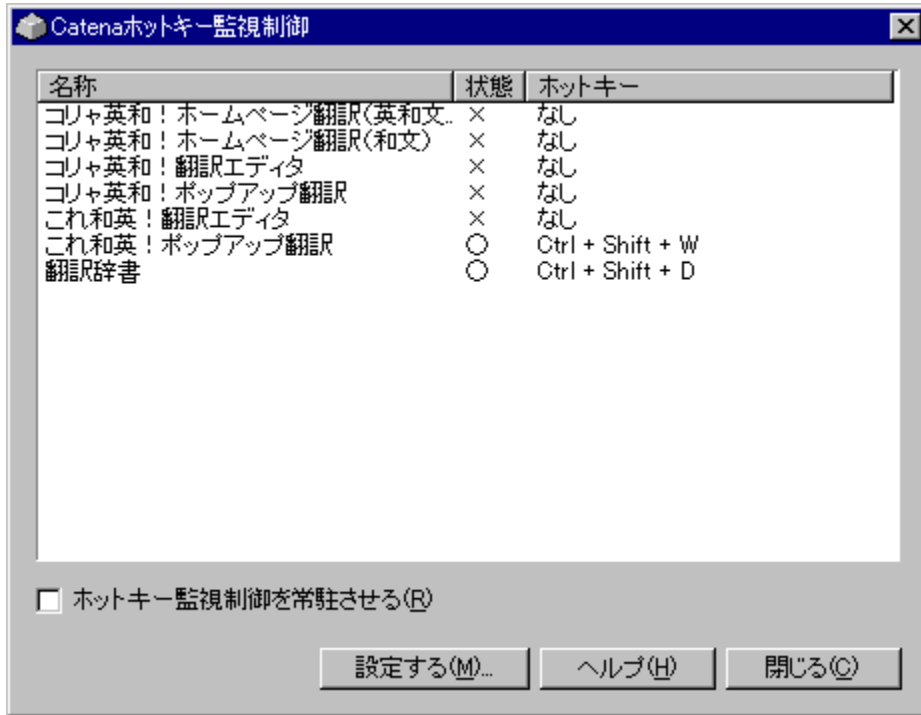 Catenaホットキー監視制御
名称 状態 ホットキー
コリャ英和！ホームページ翻訳(英和文.. × なし
コリャ英和！ホームページ翻訳(和文) × なし
コリャ英和！翻訳エディタ × なし
コリャ英和！ポップアップ翻訳 × なし
これ和英！翻訳エディタ × なし
これ和英！ポップアップ翻訳 ○ Ctrl + Shift + W
翻訳辞書 ○ Ctrl + Shift + D
ホットキー監視制御を常駐させる(R)
設定する(M)... ヘルプ(H) 閉じる(C)